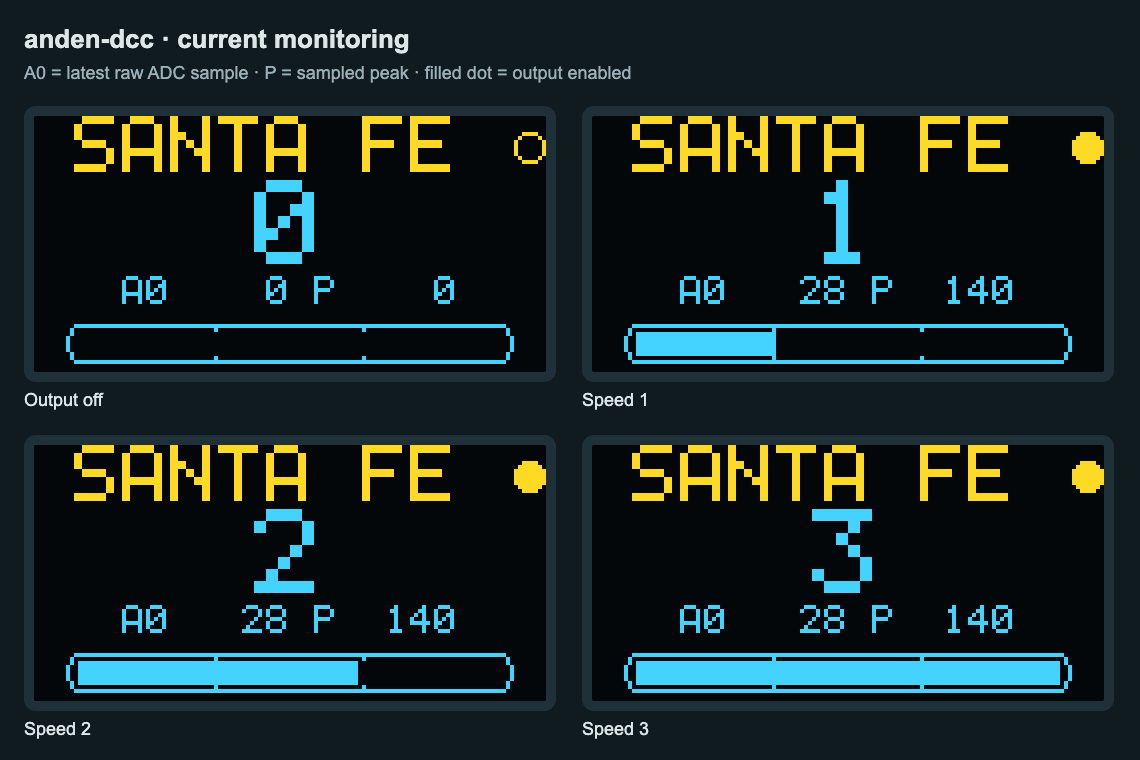 anden-dcc · current monitoring
A0 = latest raw ADC sample · P = sampled peak · filled dot = output enabled
SANTA FE
0
A0 0 P 0
Output off
SANTA FE
1
A0 28 P 140
Speed 1
SANTA FE
2
A0 28 P 140
Speed 2
SANTA FE
3
A0 28 P 140
Speed 3